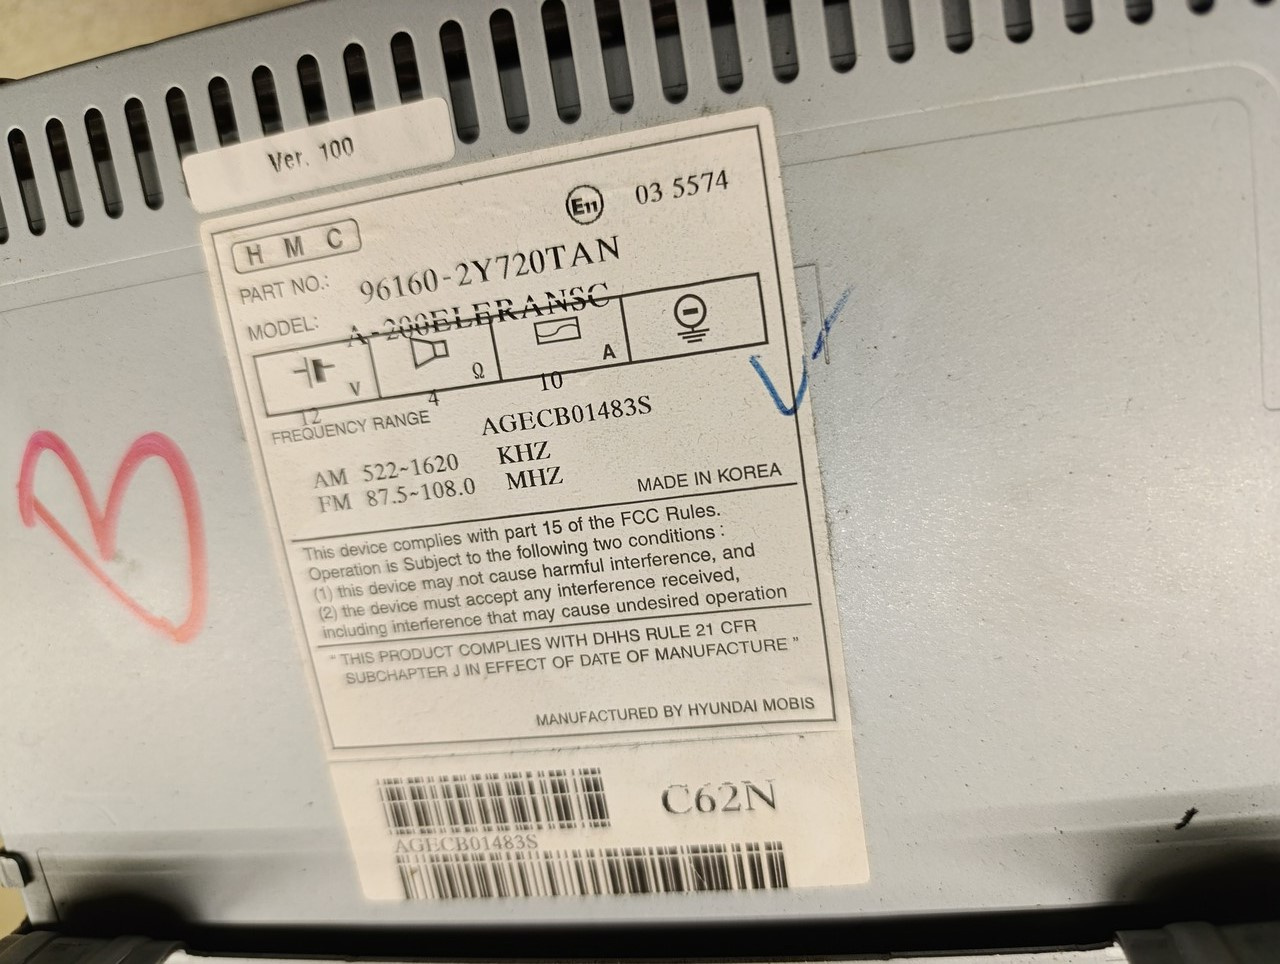 Ver. 100
H M C
E11 03 5574
PART NO.: 96160-2Y720TAN
MODEL: A-200ELERANSC
V Ω A
12 4 10
FREQUENCY RANGE AGECB01483S
AM 522~1620 KHZ
FM 87.5~108.0 MHZ
MADE IN KOREA
This device complies with part 15 of the FCC Rules.
Operation is Subject to the following two conditions :
(1) this device may not cause harmful interference, and
(2) the device must accept any interference received,
including interference that may cause undesired operation
" THIS PRODUCT COMPLIES WITH DHHS RULE 21 CFR
SUBCHAPTER J IN EFFECT OF DATE OF MANUFACTURE "
MANUFACTURED BY HYUNDAI MOBIS
C62N
AGECB01483S